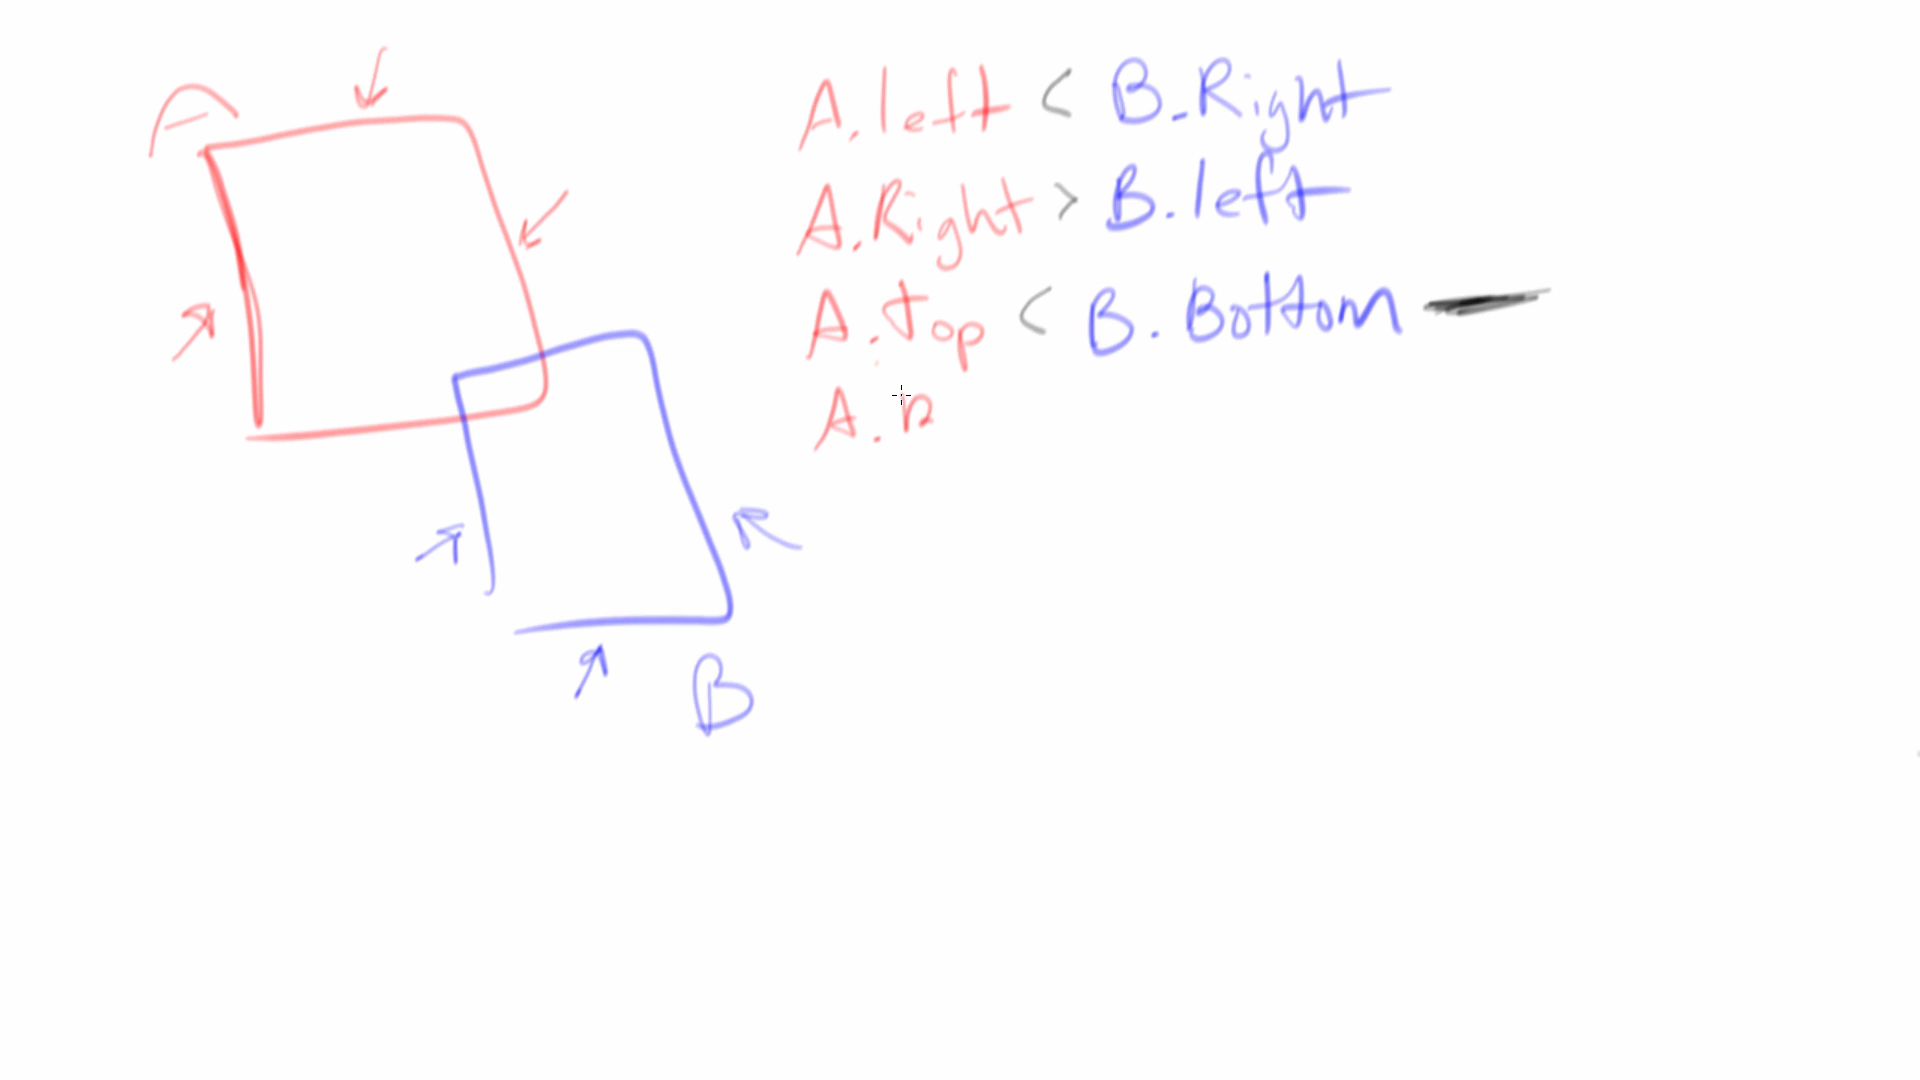 A
A.left < B.Right
A.Right > B.left
A.top < B.Bottom
A.
B